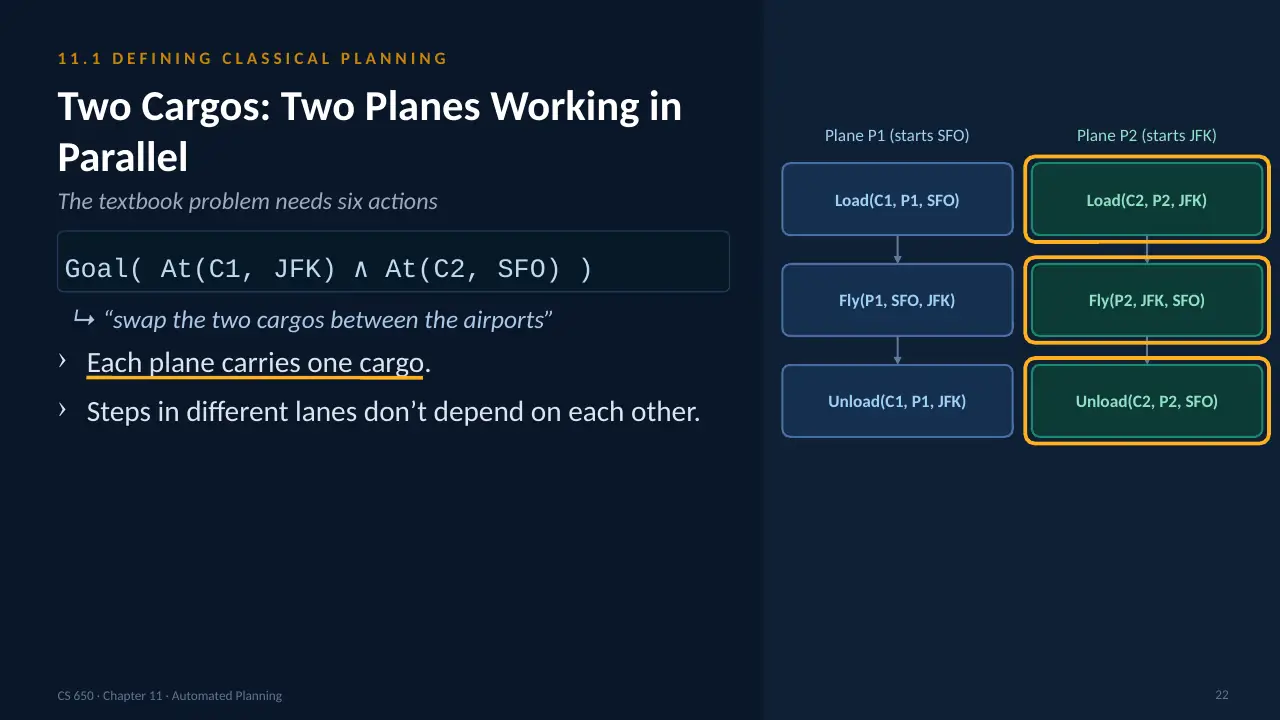 11.1 DEFINING CLASSICAL PLANNING
Two Cargos: Two Planes Working in
Parallel
The textbook problem needs six actions
Goal( At(C1, JFK) ∧ At(C2, SFO) )
↪ “swap the two cargos between the airports”
› Each plane carries one cargo.
› Steps in different lanes don’t depend on each other.
Plane P1 (starts SFO)
Load(C1, P1, SFO)
Fly(P1, SFO, JFK)
Unload(C1, P1, JFK)
Plane P2 (starts JFK)
Load(C2, P2, JFK)
Fly(P2, JFK, SFO)
Unload(C2, P2, SFO)
CS 650 · Chapter 11 · Automated Planning
22